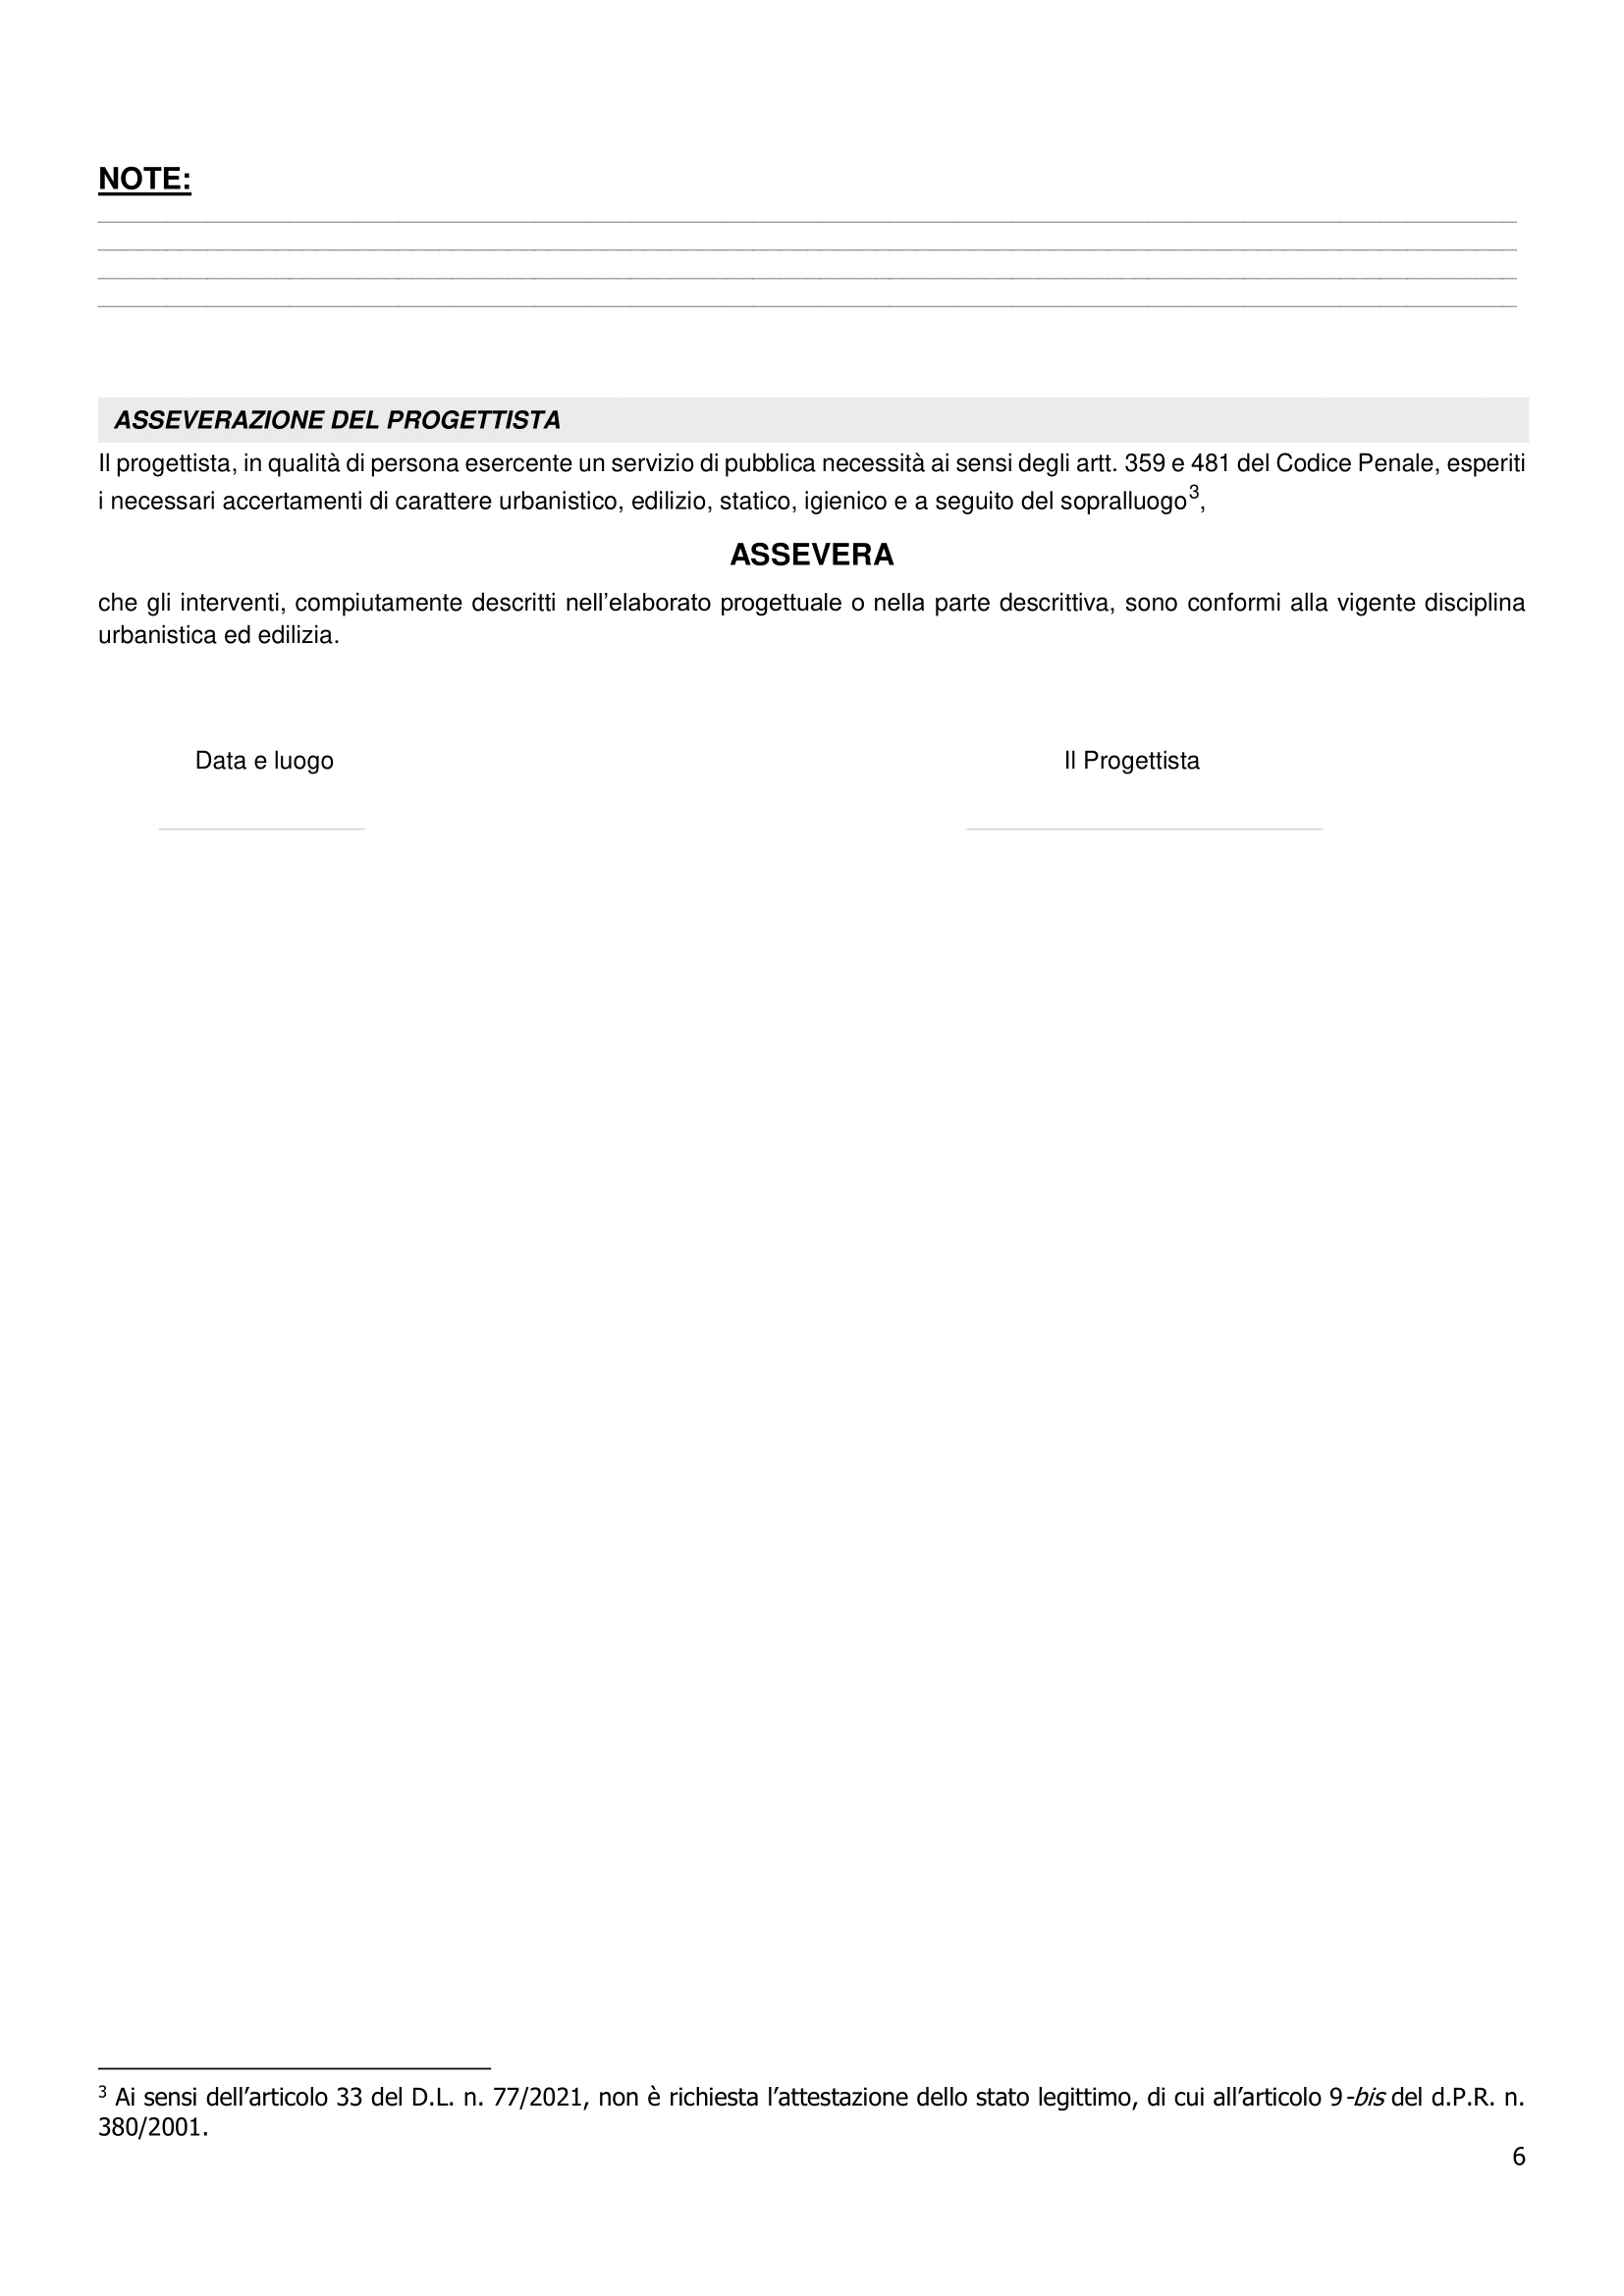 NOTE:
ASSEVERAZIONE DEL PROGETTISTA
Il progettista, in qualità di persona esercente un servizio di pubblica necessità ai sensi degli artt. 359 e 481 del Codice Penale, esperiti
i necessari accertamenti di carattere urbanistico, edilizio, statico, igienico e a seguito del sopralluogo3,
ASSEVERA
che gli interventi, compiutamente descritti nell’elaborato progettuale o nella parte descrittiva, sono conformi alla vigente disciplina
urbanistica ed edilizia.
Data e luogo Il Progettista
3 Ai sensi dell’articolo 33 del D.L. n. 77/2021, non è richiesta l’attestazione dello stato legittimo, di cui all’articolo 9-bis del d.P.R. n.
380/2001.
6